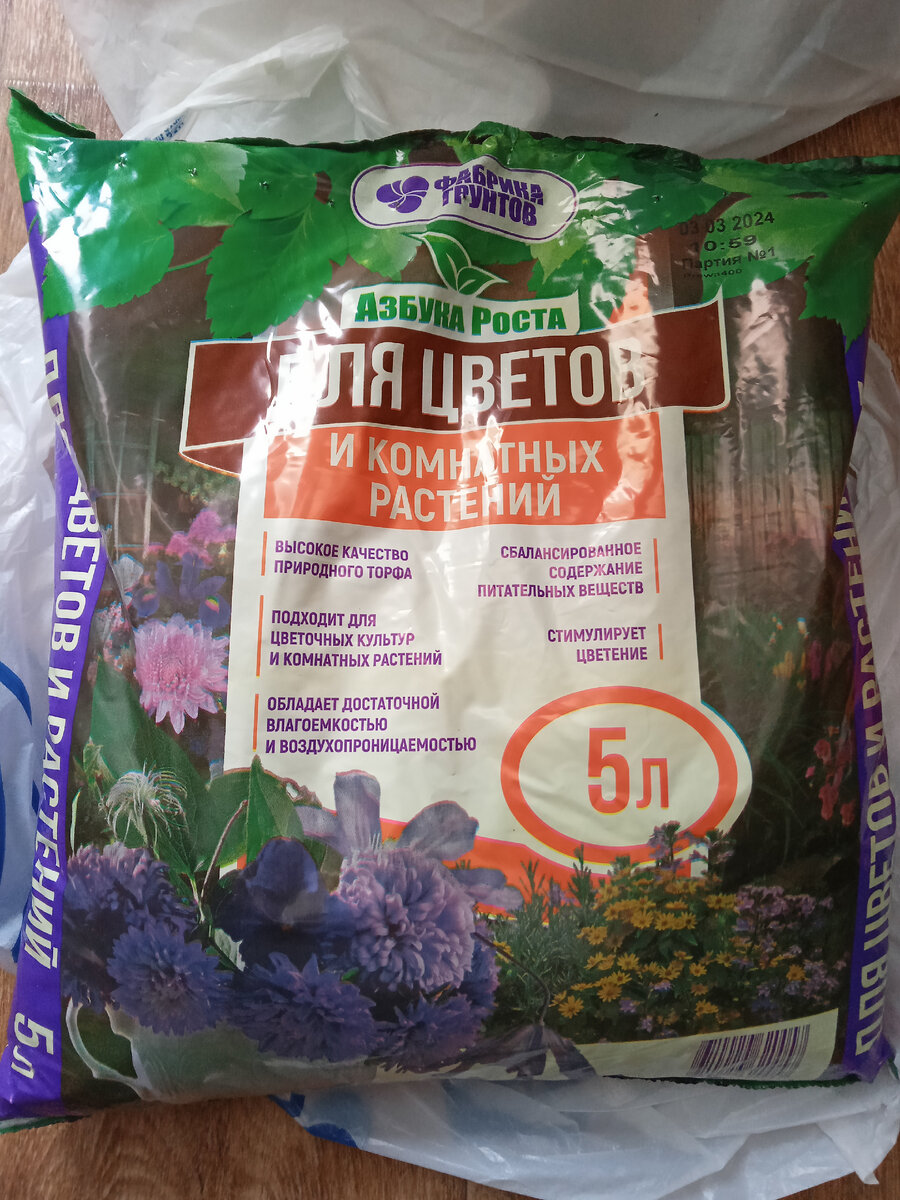 ФАБРИКА
ГРУНТОВ
03 03 2024
10:59
Партия №1
АЗБУКА РОСТА
ДЛЯ ЦВЕТОВ
И КОМНАТНЫХ
РАСТЕНИЙ
ВЫСОКОЕ КАЧЕСТВО
ПРИРОДНОГО ТОРФА
ПОДХОДИТ ДЛЯ
ЦВЕТОЧНЫХ КУЛЬТУР
И КОМНАТНЫХ РАСТЕНИЙ
ОБЛАДАЕТ ДОСТАТОЧНОЙ
ВЛАГОЕМКОСТЬЮ
И ВОЗДУХОПРОНИЦАЕМОСТЬЮ
СБАЛАНСИРОВАННОЕ
СОДЕРЖАНИЕ
ПИТАТЕЛЬНЫХ ВЕЩЕСТВ
СТИМУЛИРУЕТ
ЦВЕТЕНИЕ
5л
ДЛЯ ЦВЕТОВ И РАСТЕНИЙ 5л
ДЛЯ ЦВЕТОВ И РАСТЕНИЙ